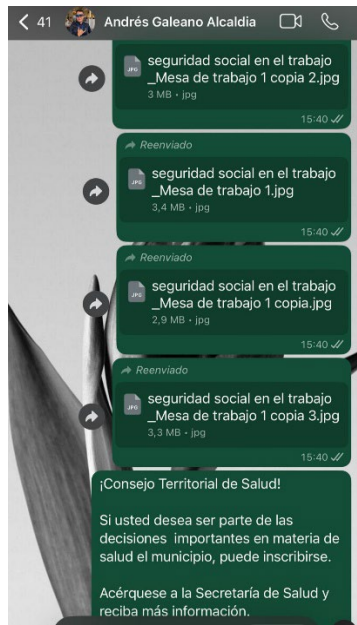 41 Andrés Galeano Alcaldia
JPG
seguridad social en el trabajo
_Mesa de trabajo 1 copia 2.jpg
3 MB • jpg
15:40
Reenviado
JPG
seguridad social en el trabajo
_Mesa de trabajo 1.jpg
3,4 MB • jpg
15:40
Reenviado
JPG
seguridad social en el trabajo
_Mesa de trabajo 1 copia.jpg
2,9 MB • jpg
15:40
Reenviado
JPG
seguridad social en el trabajo
_Mesa de trabajo 1 copia 3.jpg
3,3 MB • jpg
15:40
¡Consejo Territorial de Salud!
Si usted desea ser parte de las
decisiones importantes en materia de
salud el municipio, puede inscribirse.
Acérquese a la Secretaría de Salud y
reciba más información.